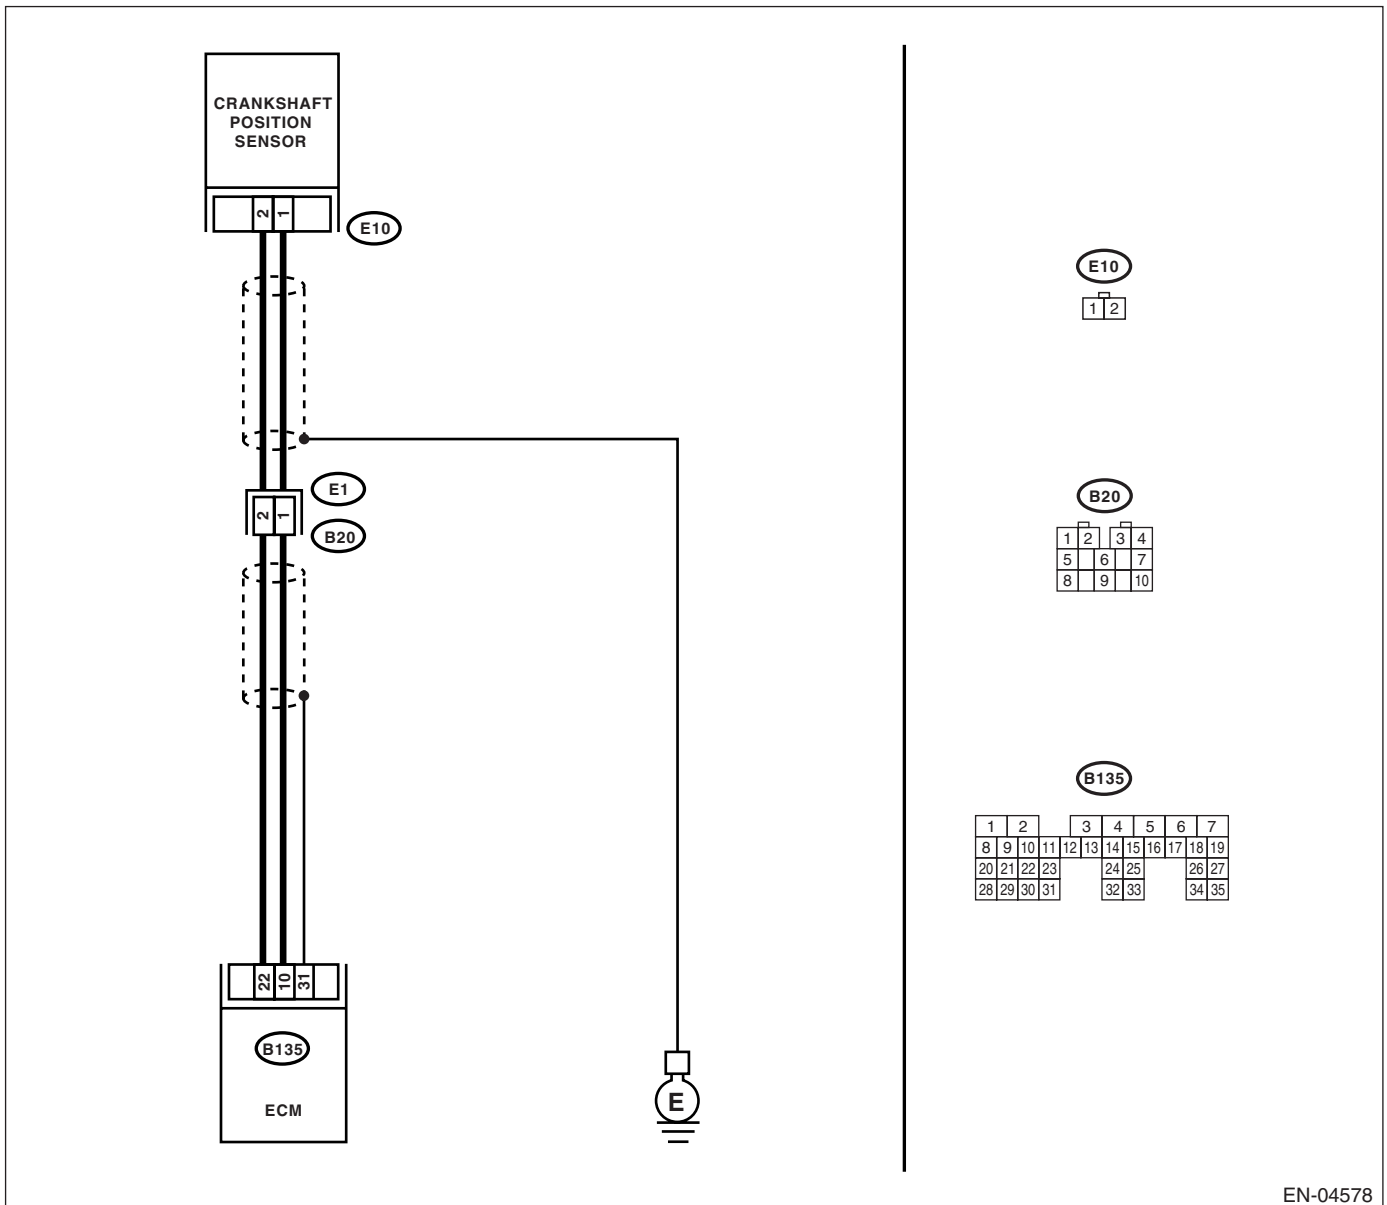 CRANKSHAFT
POSITION
SENSOR
2 1
E10
E1
2 1
B20
22 10 31
B135
ECM
E
E10
1 2
B20
1 2 3 4
5 6 7
8 9 10
B135
1 2 3 4 5 6 7
8 9 10 11 12 13 14 15 16 17 18 19
20 21 22 23 24 25 26 27
28 29 30 31 32 33 34 35
EN-04578